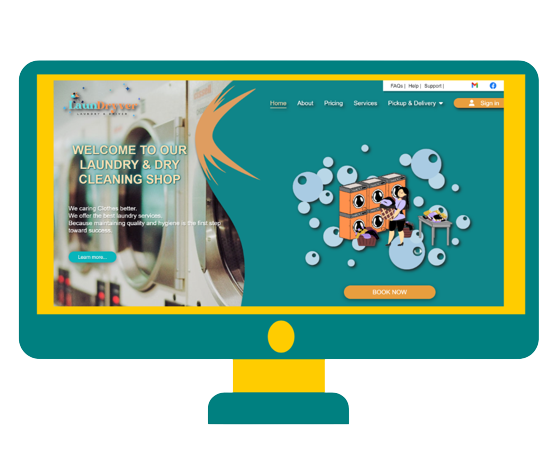 FAQs | Help | Support |
LaunDryver
LAUNDRY & DRYER
Home About Pricing Services Pickup & Delivery Sign in
WELCOME TO OUR
LAUNDRY & DRY
CLEANING SHOP
We caring Clothes better.
We offer the best laundry services.
Because maintaining quality and hygiene is the first step
toward success.
Learn more...
BOOK NOW